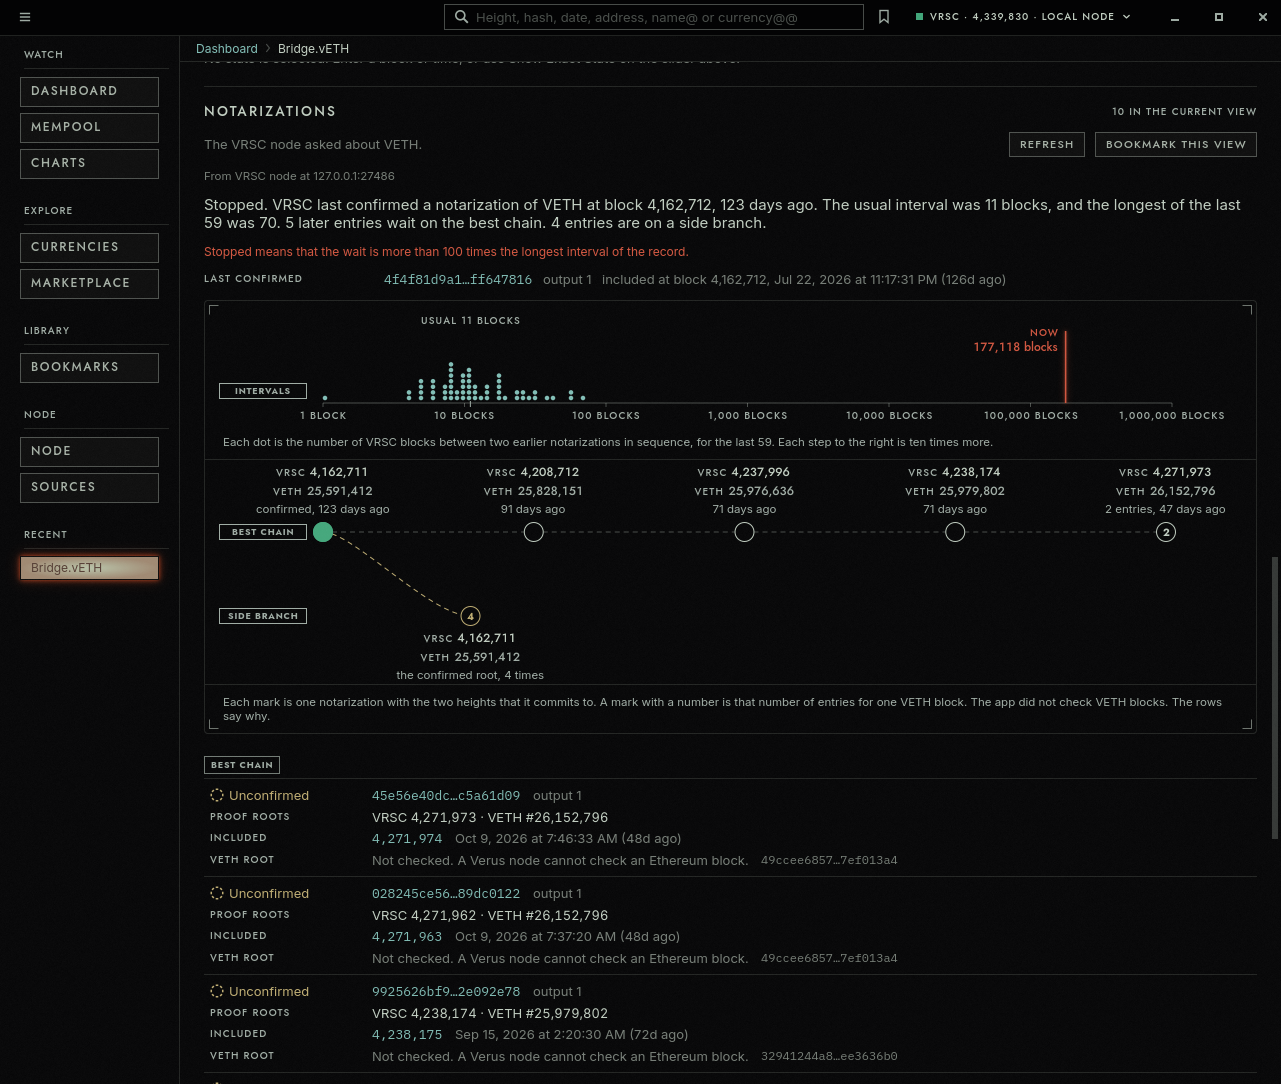 Height, hash, date, address, name@ or currency@@
VRSC · 4,339,830 · LOCAL NODE
WATCH
DASHBOARD
MEMPOOL
CHARTS
EXPLORE
CURRENCIES
MARKETPLACE
LIBRARY
BOOKMARKS
NODE
NODE
SOURCES
RECENT
Bridge.vETH
Dashboard > Bridge.vETH
NOTARIZATIONS
10 IN THE CURRENT VIEW
The VRSC node asked about VETH.
REFRESH
BOOKMARK THIS VIEW
From VRSC node at 127.0.0.1:27486
Stopped. VRSC last confirmed a notarization of VETH at block 4,162,712, 123 days ago. The usual interval was 11 blocks, and the longest of the last
59 was 70. 5 later entries wait on the best chain. 4 entries are on a side branch.
Stopped means that the wait is more than 100 times the longest interval of the record.
LAST CONFIRMED 4f4f81d9a1…ff647816 output 1 included at block 4,162,712, Jul 22, 2026 at 11:17:31 PM (126d ago)
USUAL 11 BLOCKS
NOW
177,118 blocks
INTERVALS
1 BLOCK 10 BLOCKS 100 BLOCKS 1,000 BLOCKS 10,000 BLOCKS 100,000 BLOCKS 1,000,000 BLOCKS
Each dot is the number of VRSC blocks between two earlier notarizations in sequence, for the last 59. Each step to the right is ten times more.
VRSC 4,162,711 VRSC 4,208,712 VRSC 4,237,996 VRSC 4,238,174 VRSC 4,271,973
VETH 25,591,412 VETH 25,828,151 VETH 25,976,636 VETH 25,979,802 VETH 26,152,796
confirmed, 123 days ago 91 days ago 71 days ago 71 days ago 2 entries, 47 days ago
BEST CHAIN 2
SIDE BRANCH 4
VRSC 4,162,711
VETH 25,591,412
the confirmed root, 4 times
Each mark is one notarization with the two heights that it commits to. A mark with a number is that number of entries for one VETH block. The app did not check VETH blocks. The rows
say why.
BEST CHAIN
Unconfirmed 45e56e40dc…c5a61d09 output 1
PROOF ROOTS VRSC 4,271,973 · VETH #26,152,796
INCLUDED 4,271,974 Oct 9, 2026 at 7:46:33 AM (48d ago)
VETH ROOT Not checked. A Verus node cannot check an Ethereum block. 49ccee6857…7ef013a4
Unconfirmed 028245ce56…89dc0122 output 1
PROOF ROOTS VRSC 4,271,962 · VETH #26,152,796
INCLUDED 4,271,963 Oct 9, 2026 at 7:37:20 AM (48d ago)
VETH ROOT Not checked. A Verus node cannot check an Ethereum block. 49ccee6857…7ef013a4
Unconfirmed 9925626bf9…2e092e78 output 1
PROOF ROOTS VRSC 4,238,174 · VETH #25,979,802
INCLUDED 4,238,175 Sep 15, 2026 at 2:20:30 AM (72d ago)
VETH ROOT Not checked. A Verus node cannot check an Ethereum block. 32941244a8…ee3636b0